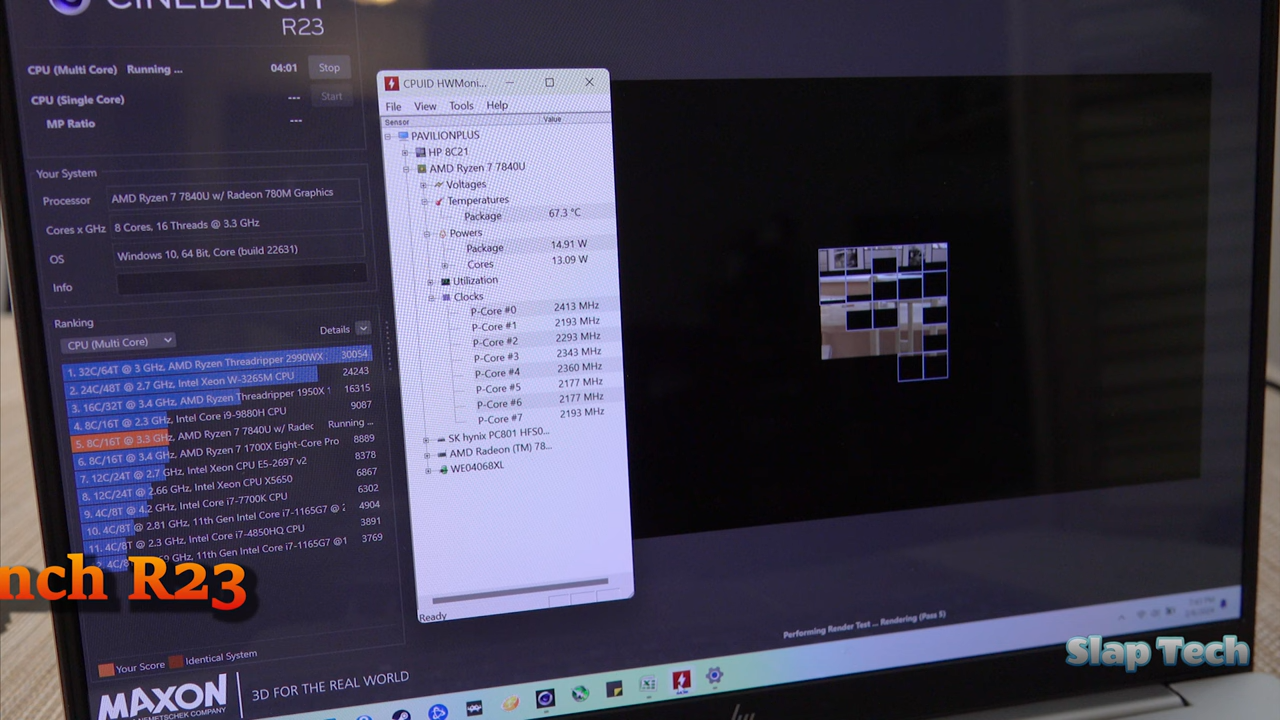 CINEBENCH
R23
CPU (Multi Core) Running ... 04:01 Stop
CPU (Single Core) --- Start
MP Ratio ---
Your System
Processor AMD Ryzen 7 7840U w/ Radeon 780M Graphics
Cores x GHz 8 Cores, 16 Threads @ 3.3 GHz
OS Windows 10, 64 Bit, Core (build 22631)
Info
Ranking
Details
CPU (Multi Core)
1. 32C/64T @ 3 GHz, AMD Ryzen Threadripper 2990WX 30054
2. 24C/48T @ 2.7 GHz, Intel Xeon W-3265M CPU 24243
3. 16C/32T @ 3.4 GHz, AMD Ryzen Threadripper 1950X 16315
4. 8C/16T @ 2.3 GHz, Intel Core i9-9880H CPU 9087
5. 8C/16T @ 3.3 GHz, AMD Ryzen 7 7840U w/ Radec Running ...
6. 8C/16T @ 3.4 GHz, AMD Ryzen 7 1700X Eight-Core Pro 8889
7. 12C/24T @ 2.7 GHz, Intel Xeon CPU E5-2697 v2 8378
8. 12C/24T @ 2.66 GHz, Intel Xeon CPU X5650 6867
9. 4C/8T @ 4.2 GHz, Intel Core i7-7700K CPU 6302
10. 4C/8T @ 2.81 GHz, 11th Gen Intel Core i7-1165G7 @ 2 4904
11. 4C/8T @ 2.3 GHz, Intel Core i7-4850HQ CPU 3891
4C/8 GHz, 11th Gen Intel Core i7-1165G7 @1 3769
nch R23
Your Score Identical System
MAXON
A NEMETSCHEK COMPANY
3D FOR THE REAL WORLD
CPUID HWMoni...
File View Tools Help
Sensor Value
PAVILIONPLUS
HP 8C21
AMD Ryzen 7 7840U
Voltages
Temperatures
Package 67.3 °C
Powers
Package 14.91 W
Cores 13.09 W
Utilization
Clocks
P-Core #0 2413 MHz
P-Core #1 2193 MHz
P-Core #2 2293 MHz
P-Core #3 2343 MHz
P-Core #4 2360 MHz
P-Core #5 2177 MHz
P-Core #6 2177 MHz
P-Core #7 2193 MHz
SK hynix PC801 HFS0...
AMD Radeon (TM) 78...
WE04068XL
Ready
Performing Render Test ... Rendering (Pass 5)
Slap Tech
hp